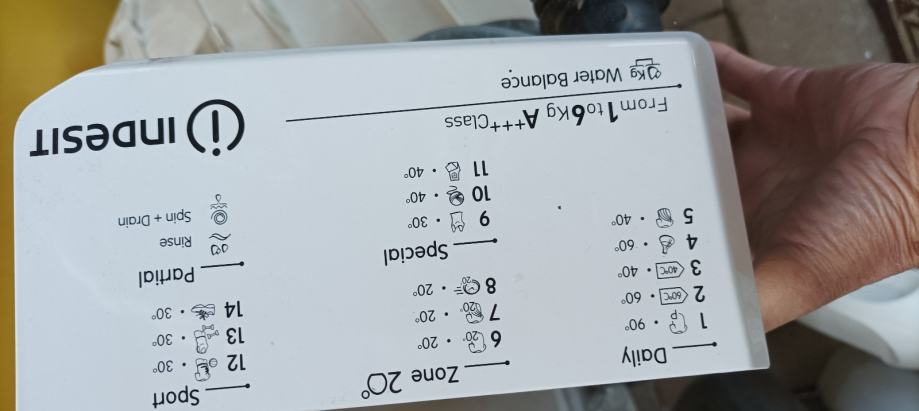 Daily
1 P • 90°
2 60°C • 60°
3 40°C • 40°
4 • 60°
5 • 40°
Zone 20°
6 20° • 20°
7 20° • 20°
8 20° • 20°
Special
9 • 30°
10 • 40°
11 • 40°
Sport
12 • 30°
13 • 30°
14 • 30°
Partial
Rinse
Spin + Drain
From 1 to 6 Kg A+++ Class
Kg Water Balance
indesit